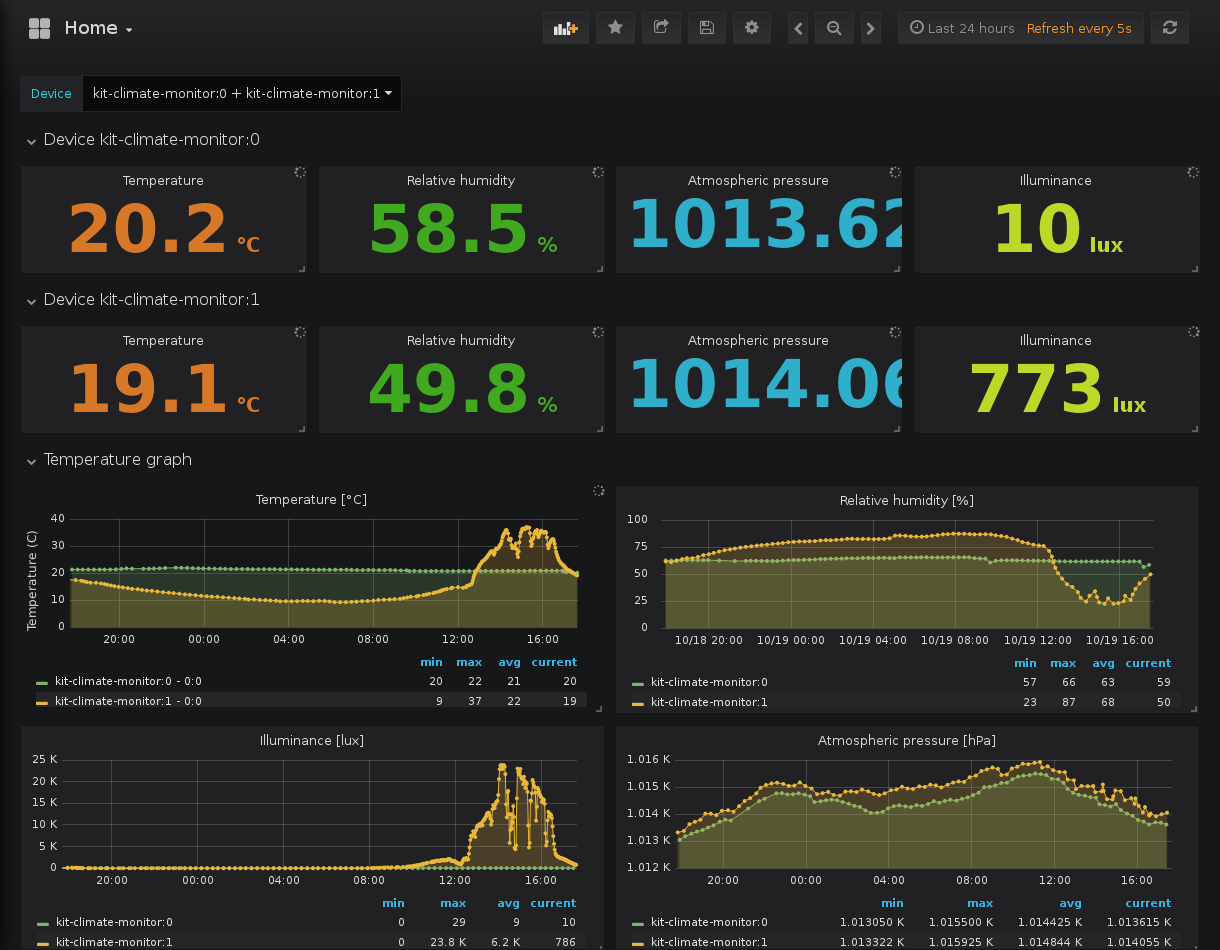 Home
Last 24 hours Refresh every 5s
Device kit-climate-monitor:0 + kit-climate-monitor:1
Device kit-climate-monitor:0
Temperature Relative humidity Atmospheric pressure Illuminance
20.2 °C 58.5 % 1013.62 10 lux
Device kit-climate-monitor:1
Temperature Relative humidity Atmospheric pressure Illuminance
19.1 °C 49.8 % 1014.06 773 lux
Temperature graph
Temperature [°C]
Temperature (C)
40
30
20
10
0
20:00 00:00 04:00 08:00 12:00 16:00
min max avg current
kit-climate-monitor:0 - 0:0 20 22 21 20
kit-climate-monitor:1 - 0:0 9 37 22 19
Relative humidity [%]
100
75
50
25
0
10/18 20:00 10/19 00:00 10/19 04:00 10/19 08:00 10/19 12:00 10/19 16:00
min max avg current
kit-climate-monitor:0 57 66 63 59
kit-climate-monitor:1 23 87 68 50
Illuminance [lux]
25 K
20 K
15 K
10 K
5 K
0
20:00 00:00 04:00 08:00 12:00 16:00
min max avg current
kit-climate-monitor:0 0 29 9 10
kit-climate-monitor:1 0 23.8 K 6.2 K 786
Atmospheric pressure [hPa]
1.016 K
1.015 K
1.014 K
1.013 K
1.012 K
20:00 00:00 04:00 08:00 12:00 16:00
min max avg current
kit-climate-monitor:0 1.013050 K 1.015500 K 1.014425 K 1.013615 K
kit-climate-monitor:1 1.013322 K 1.015925 K 1.014844 K 1.014055 K